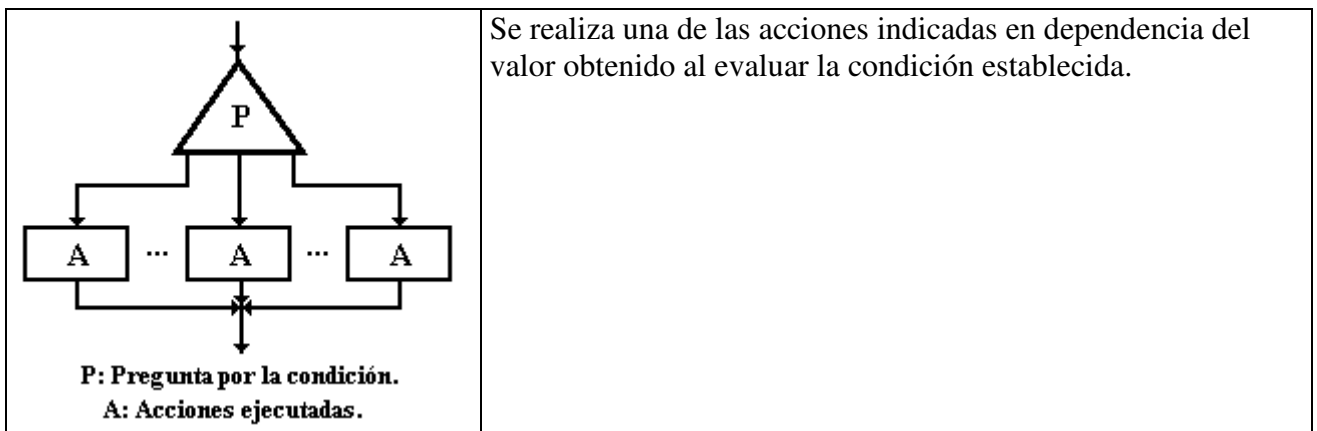 Se realiza una de las acciones indicadas en dependencia del
valor obtenido al evaluar la condición establecida.
P
A ... A ... A
P: Pregunta por la condición.
A: Acciones ejecutadas.